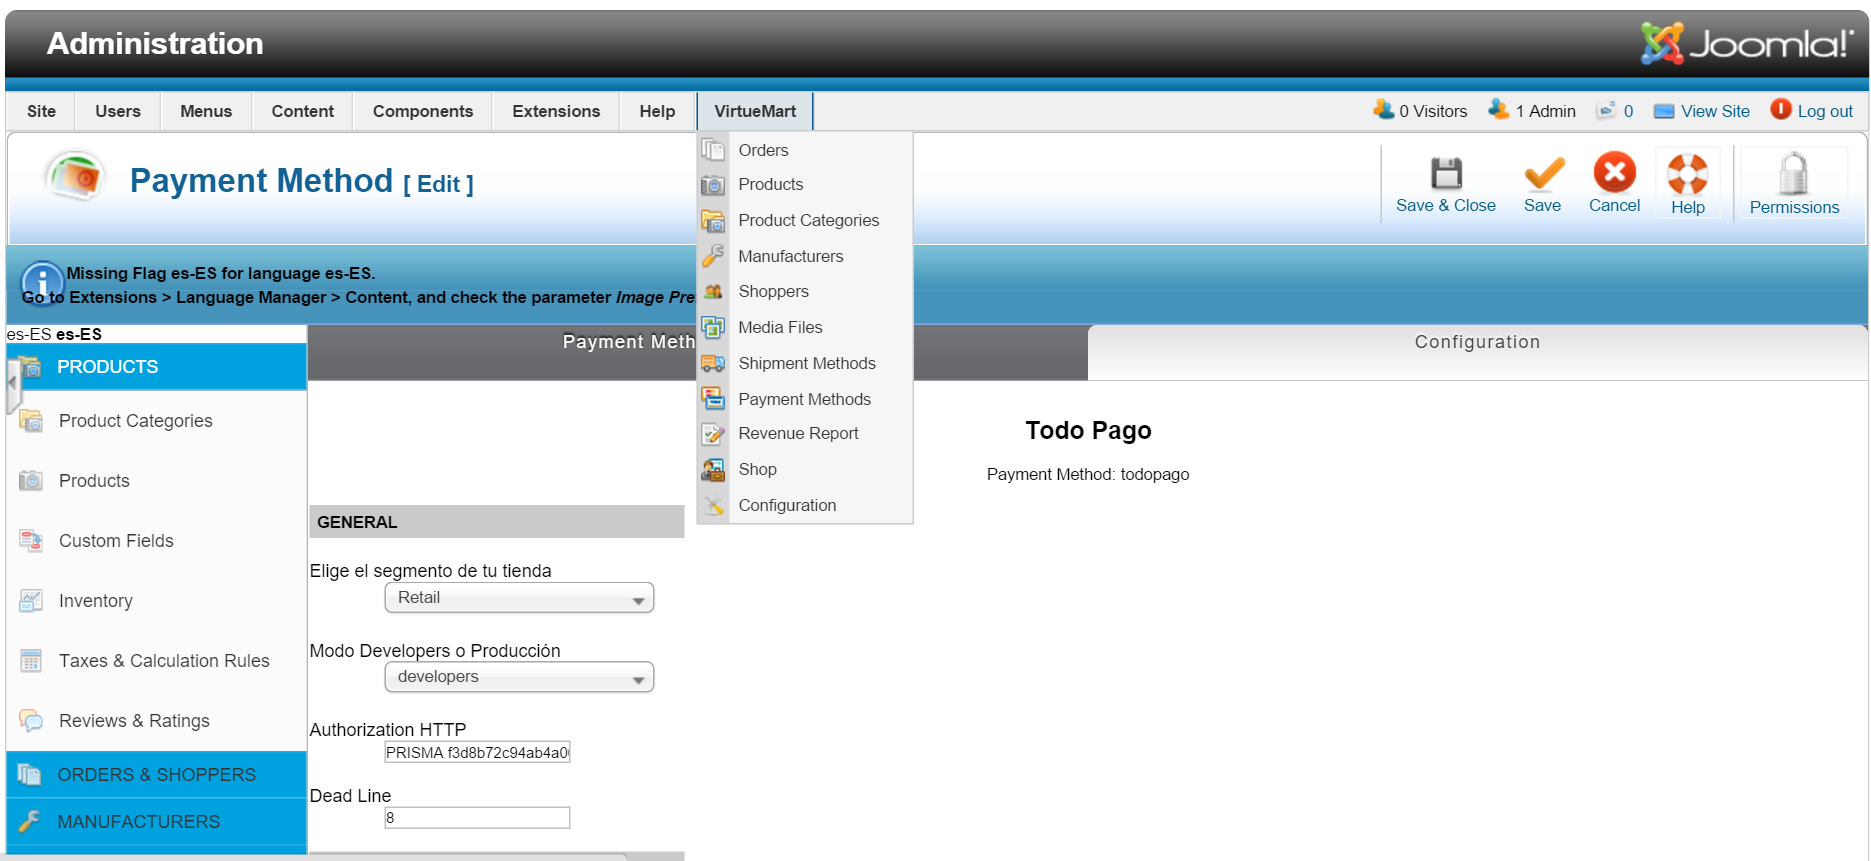 Administration
Joomla!
Site Users Menus Content Components Extensions Help VirtueMart 0 Visitors 1 Admin 0 View Site Log out
Payment Method [ Edit ]
Save & Close Save Cancel Help Permissions
Orders
Products
Product Categories
Manufacturers
Shoppers
Media Files
Shipment Methods
Payment Methods
Revenue Report
Shop
Configuration
Missing Flag es-ES for language es-ES.
Go to Extensions > Language Manager > Content, and check the parameter Image
es-ES es-ES
Payment Configuration
PRODUCTS
Product Categories
Products
Custom Fields
Inventory
Taxes & Calculation Rules
Reviews & Ratings
ORDERS & SHOPPERS
MANUFACTURERS
Todo Pago
Payment Method: todopago
GENERAL
Elige el segmento de tu tienda
Retail
Modo Developers o Producción
developers
Authorization HTTP
PRISMA f3d8b72c94ab4a0
Dead Line
8